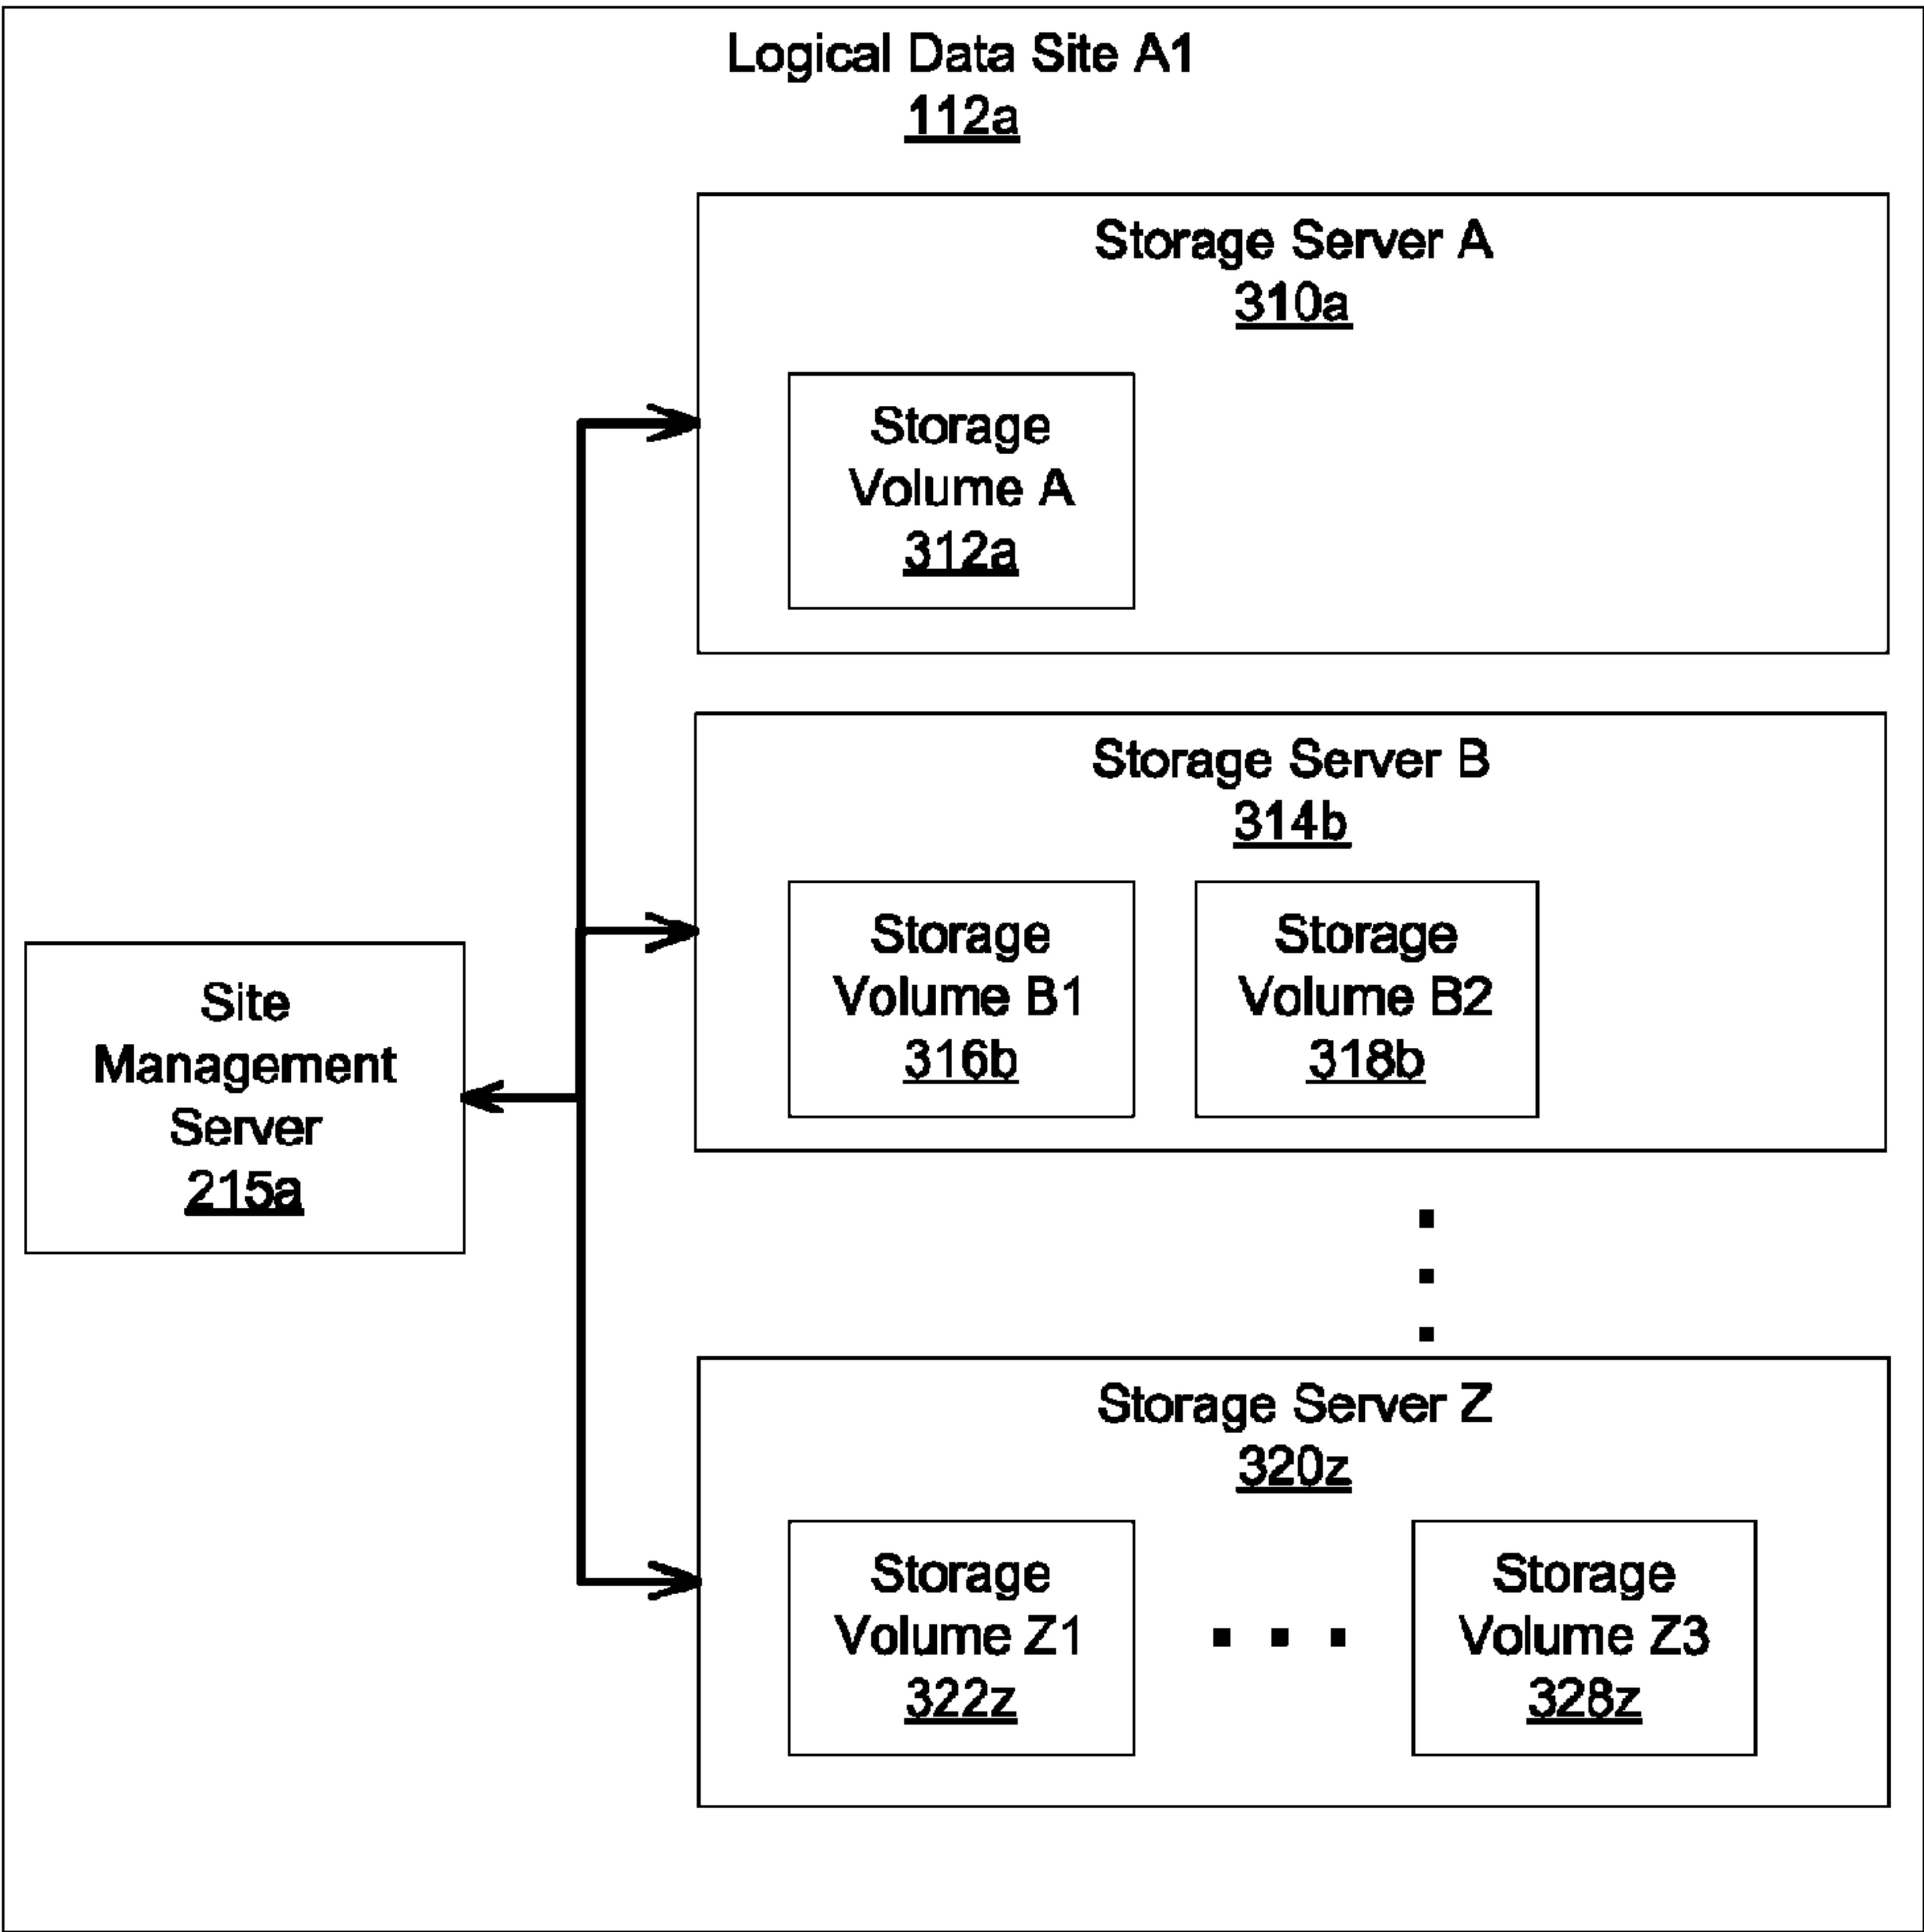 Logical Data Site A1
112a
Storage Server A
310a
Storage
Volume A
312a
Storage Server B
314b
Storage
Volume B1
316b
Storage
Volume B2
318b
Site
Management
Server
215a
Storage Server Z
320z
Storage
Volume Z1
322z
Storage
Volume Z3
328z